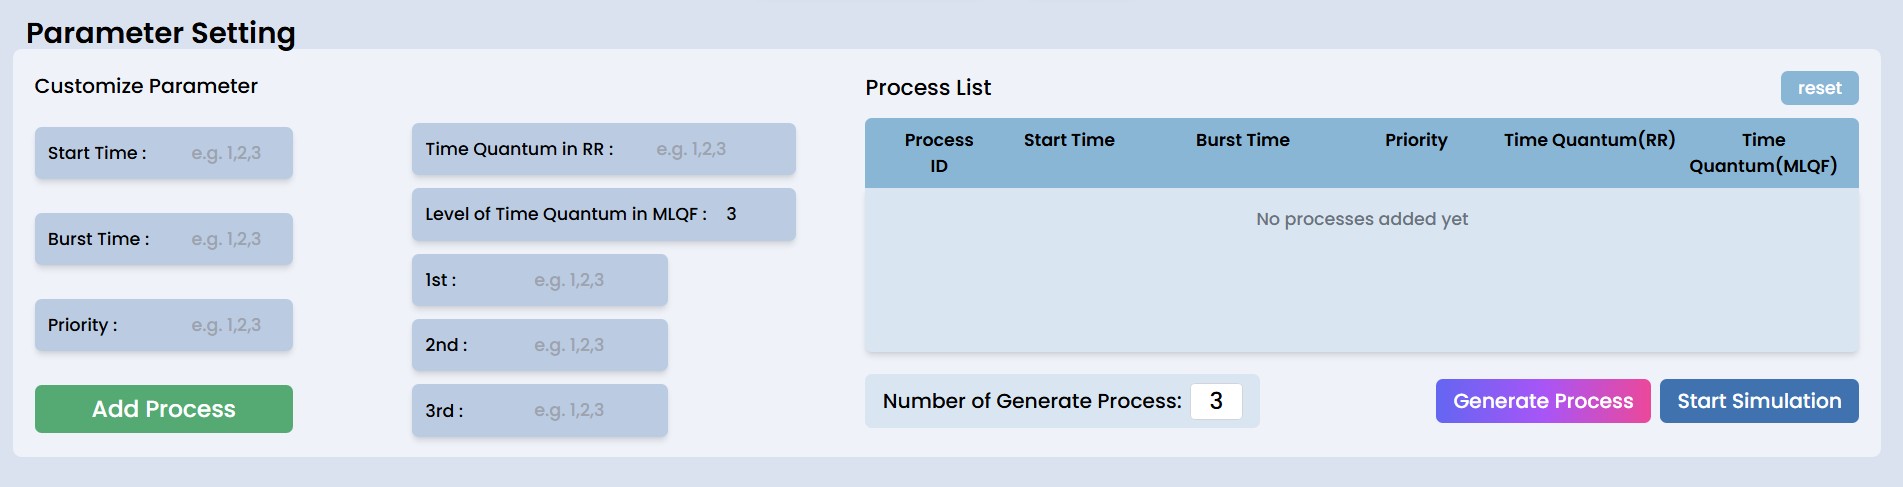 Parameter Setting
Customize Parameter
Start Time : e.g. 1,2,3
Burst Time : e.g. 1,2,3
Priority : e.g. 1,2,3
Add Process
Time Quantum in RR : e.g. 1,2,3
Level of Time Quantum in MLQF : 3
1st : e.g. 1,2,3
2nd : e.g. 1,2,3
3rd : e.g. 1,2,3
Process List
reset
Process ID
Start Time
Burst Time
Priority
Time Quantum(RR)
Time Quantum(MLQF)
No processes added yet
Number of Generate Process: 3
Generate Process
Start Simulation